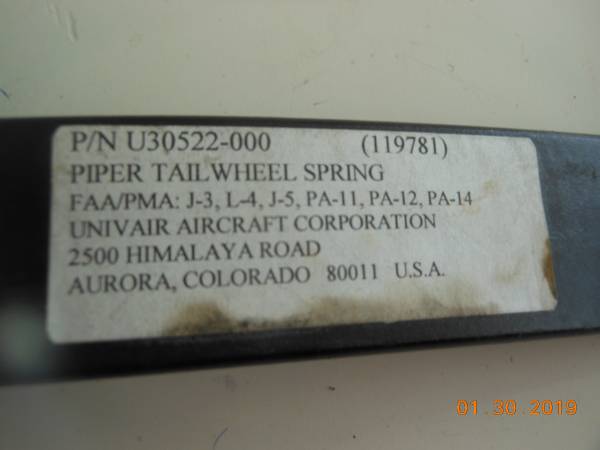 P/N U30522-000 (119781)
PIPER TAILWHEEL SPRING
FAA/PMA: J-3, L-4, J-5, PA-11, PA-12, PA-14
UNIVAIR AIRCRAFT CORPORATION
2500 HIMALAYA ROAD
AURORA, COLORADO 80011 U.S.A.
01.30.2019